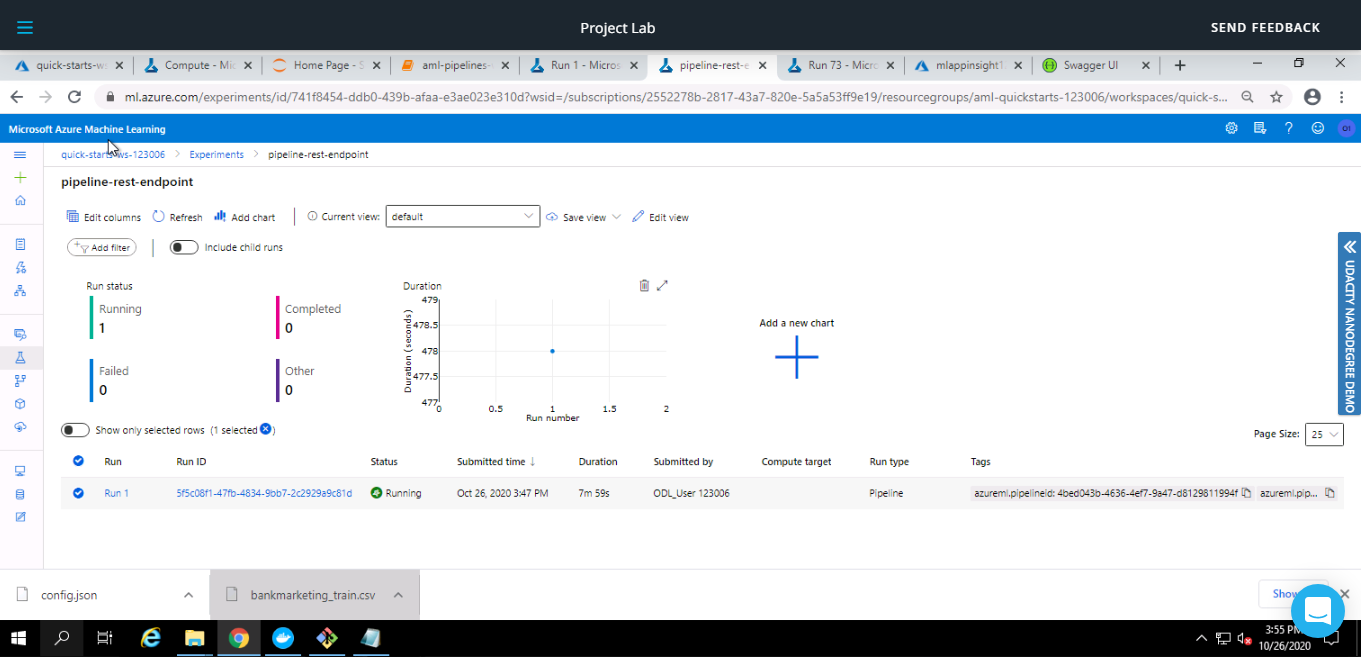 Project Lab
SEND FEEDBACK
quick-starts-ws
Compute - Mic
Home Page - S
aml-pipelines-
Run 1 - Micros
pipeline-rest-e
Run 73 - Micro
mlappinsight1
Swagger UI
ml.azure.com/experiments/id/741f8454-ddb0-439b-afaa-e3ae023e310d?wsid=/subscriptions/2552278b-2817-43a7-820e-5a5a53ff9e19/resourcegroups/aml-quickstarts-123006/workspaces/quick-s...
Microsoft Azure Machine Learning
O1
quick-starts-ws-123006 > Experiments > pipeline-rest-endpoint
pipeline-rest-endpoint
Edit columns Refresh Add chart Current view: default Save view Edit view
Add filter Include child runs
Run status
Running
1
Completed
0
Failed
0
Other
0
Duration
Duration (seconds)
479
478.5
478
477.5
477
0 0.5 1 1.5 2
Run number
Add a new chart
UDACITY NANODEGREE DEMO
Show only selected rows (1 selected)
Page Size: 25
Run Run ID Status Submitted time ↓ Duration Submitted by Compute target Run type Tags
Run 1 5f5c08f1-47fb-4834-9bb7-2c2929a9c81d Running Oct 26, 2020 3:47 PM 7m 59s ODL_User 123006 Pipeline azureml.pipelineid: 4bed043b-4636-4ef7-9a47-d8129811994f azureml.pip...
config.json
bankmarketing_train.csv
Show
3:55 PM
10/26/2020